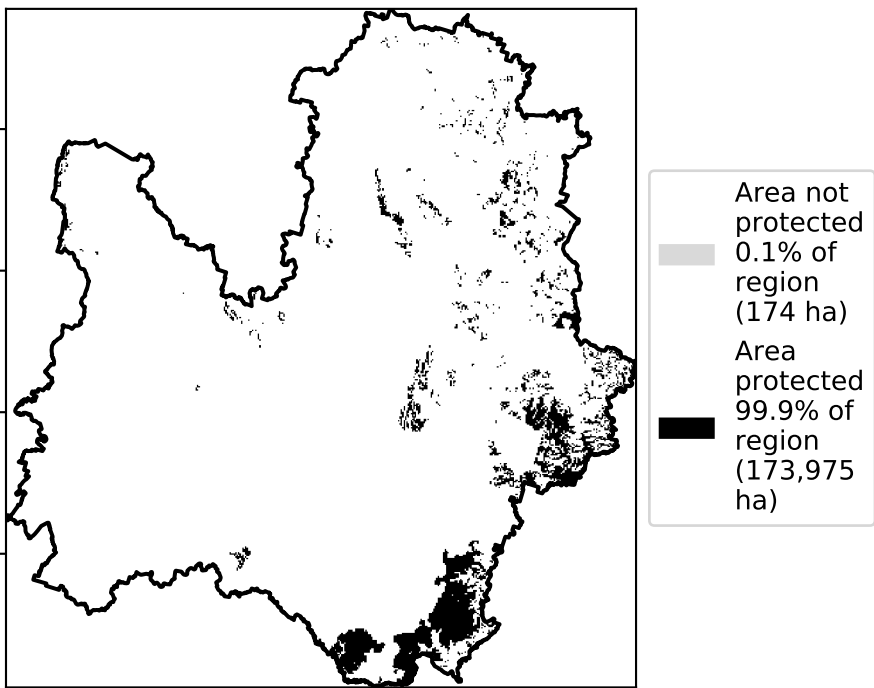 Area not
protected
0.1% of
region
(174 ha)
Area
protected
99.9% of
region
(173,975
ha)